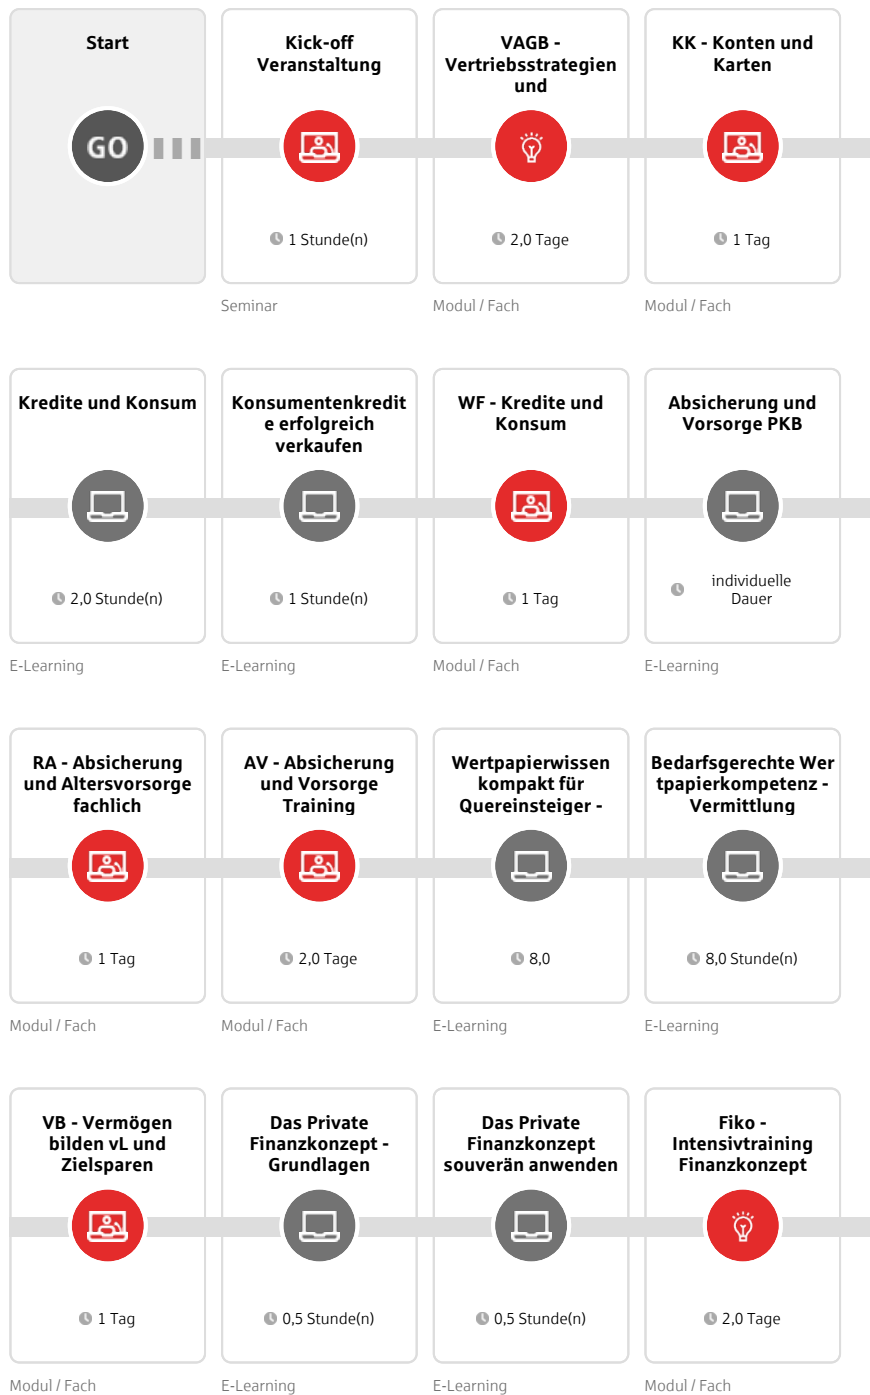 Start
GO
Kick-off
Veranstaltung
1 Stunde(n)
Seminar
VAGB -
Vertriebsstrategien
und
2,0 Tage
Modul / Fach
KK - Konten und
Karten
1 Tag
Modul / Fach
Kredite und Konsum
2,0 Stunde(n)
E-Learning
Konsumentenkredit
e erfolgreich
verkaufen
1 Stunde(n)
E-Learning
WF - Kredite und
Konsum
1 Tag
Modul / Fach
Absicherung und
Vorsorge PKB
individuelle
Dauer
E-Learning
RA - Absicherung
und Altersvorsorge
fachlich
1 Tag
Modul / Fach
AV - Absicherung
und Vorsorge
Training
2,0 Tage
Modul / Fach
Wertpapierwissen
kompakt für
Quereinsteiger -
8,0
E-Learning
Bedarfsgerechte Wer
tpapierkompetenz -
Vermittlung
8,0 Stunde(n)
E-Learning
VB - Vermögen
bilden vL und
Zielsparen
1 Tag
Modul / Fach
Das Private
Finanzkonzept -
Grundlagen
0,5 Stunde(n)
E-Learning
Das Private
Finanzkonzept
souverän anwenden
0,5 Stunde(n)
E-Learning
Fiko -
Intensivtraining
Finanzkonzept
2,0 Tage
Modul / Fach